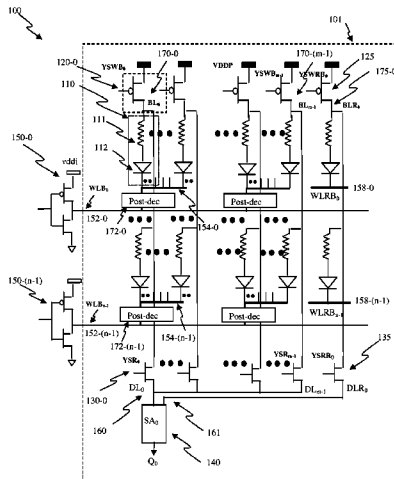 100
101
120-0
YSWB0
170-0
VDDP
170-(m-1)
YSWBm-1
YSWRB0
125
175-0
110
BL0
BLm-1
BLR0
111
150-0
112
vddi
WLB0
158-0
Post-dec
Post-dec
152-0
154-0
WLRB0
172-0
150-(n-1)
WLBn-1
158-(n-1)
Post-dec
Post-dec
WLRBn-1
152-(n-1)
154-(n-1)
172-(n-1)
YSR0
YSRm-1
YSRR0
135
130-0
DL0
DLm-1
DLR0
160
SA0
161
140
Q0